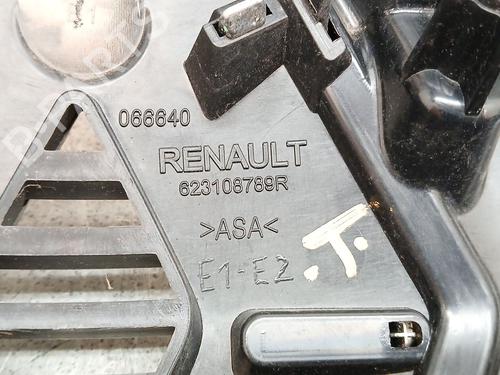 066640
RENAULT
623108789R
>ASA<
E1-E2
.T.